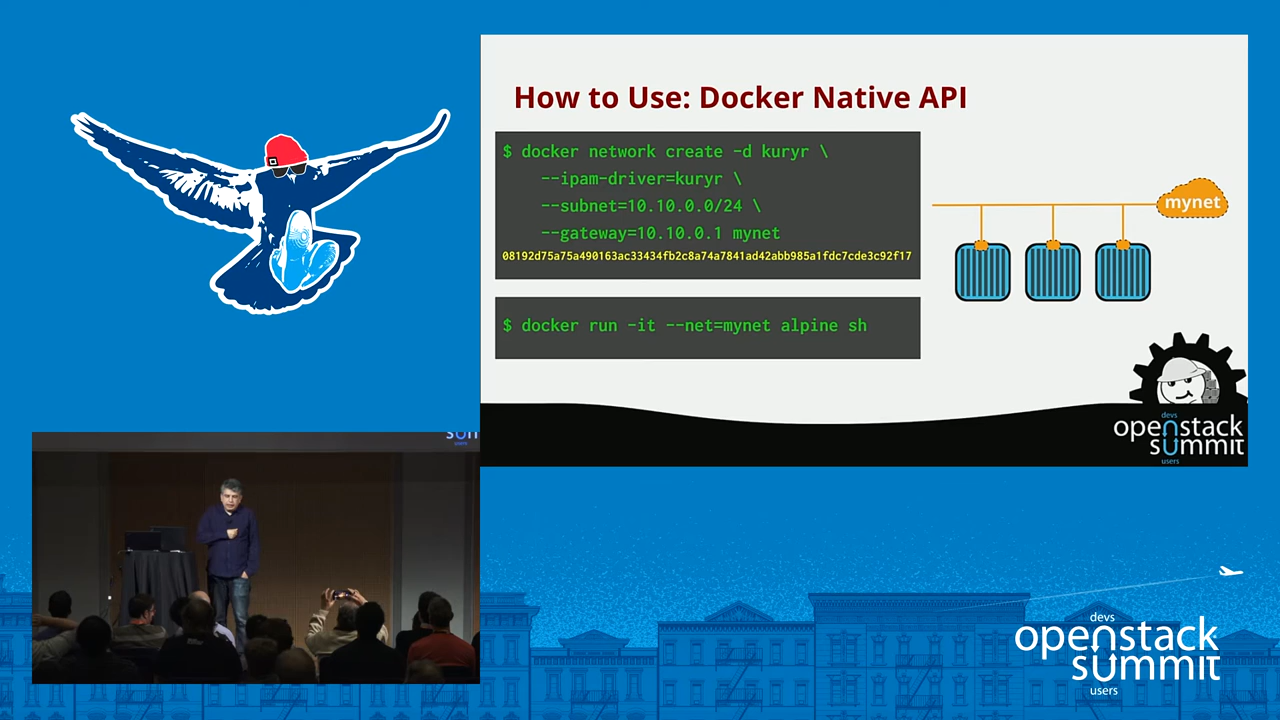 How to Use: Docker Native API
$ docker network create -d kuryr \
--ipam-driver=kuryr \
--subnet=10.10.0.0/24 \
--gateway=10.10.0.1 mynet
08192d75a75a490163ac33434fb2c8a74a7841ad42abb985a1fdc7cde3c92f17
$ docker run -it --net=mynet alpine sh
mynet
devs
openstack
summit
users
devs
openstack
summit
users